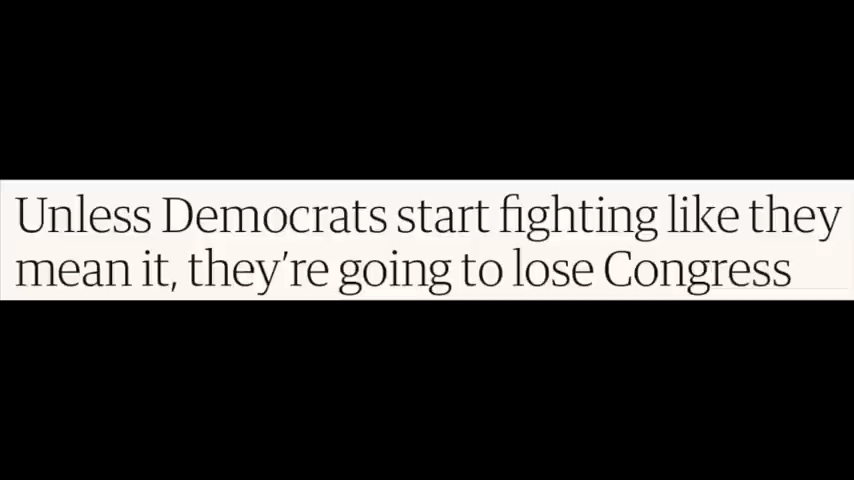 Unless Democrats start fighting like they
mean it, they’re going to lose Congress